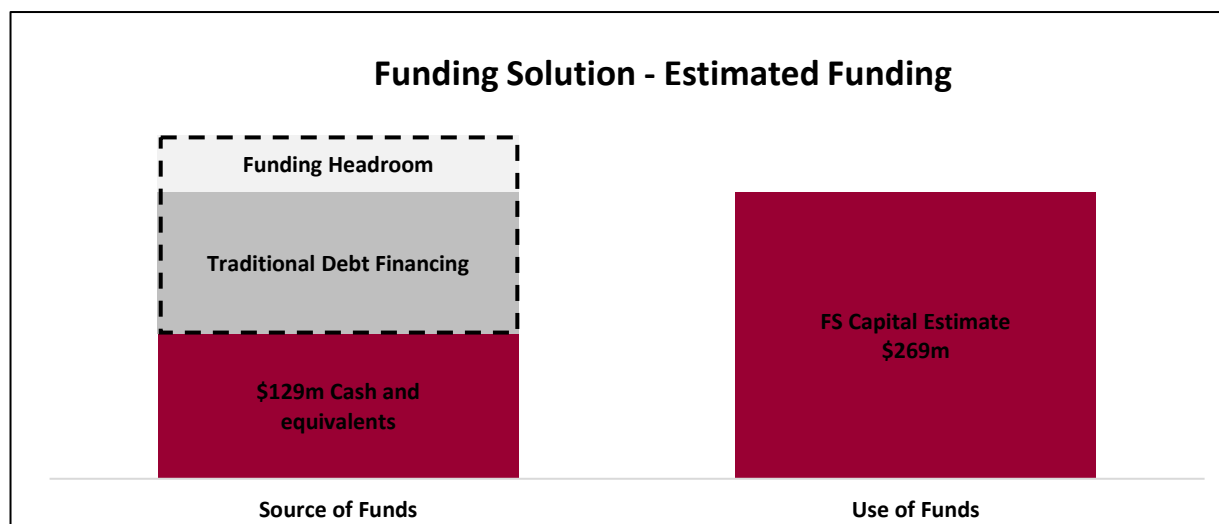 Funding Solution - Estimated Funding
Funding Headroom
Traditional Debt Financing
$129m Cash and
equivalents
FS Capital Estimate
$269m
Source of Funds
Use of Funds